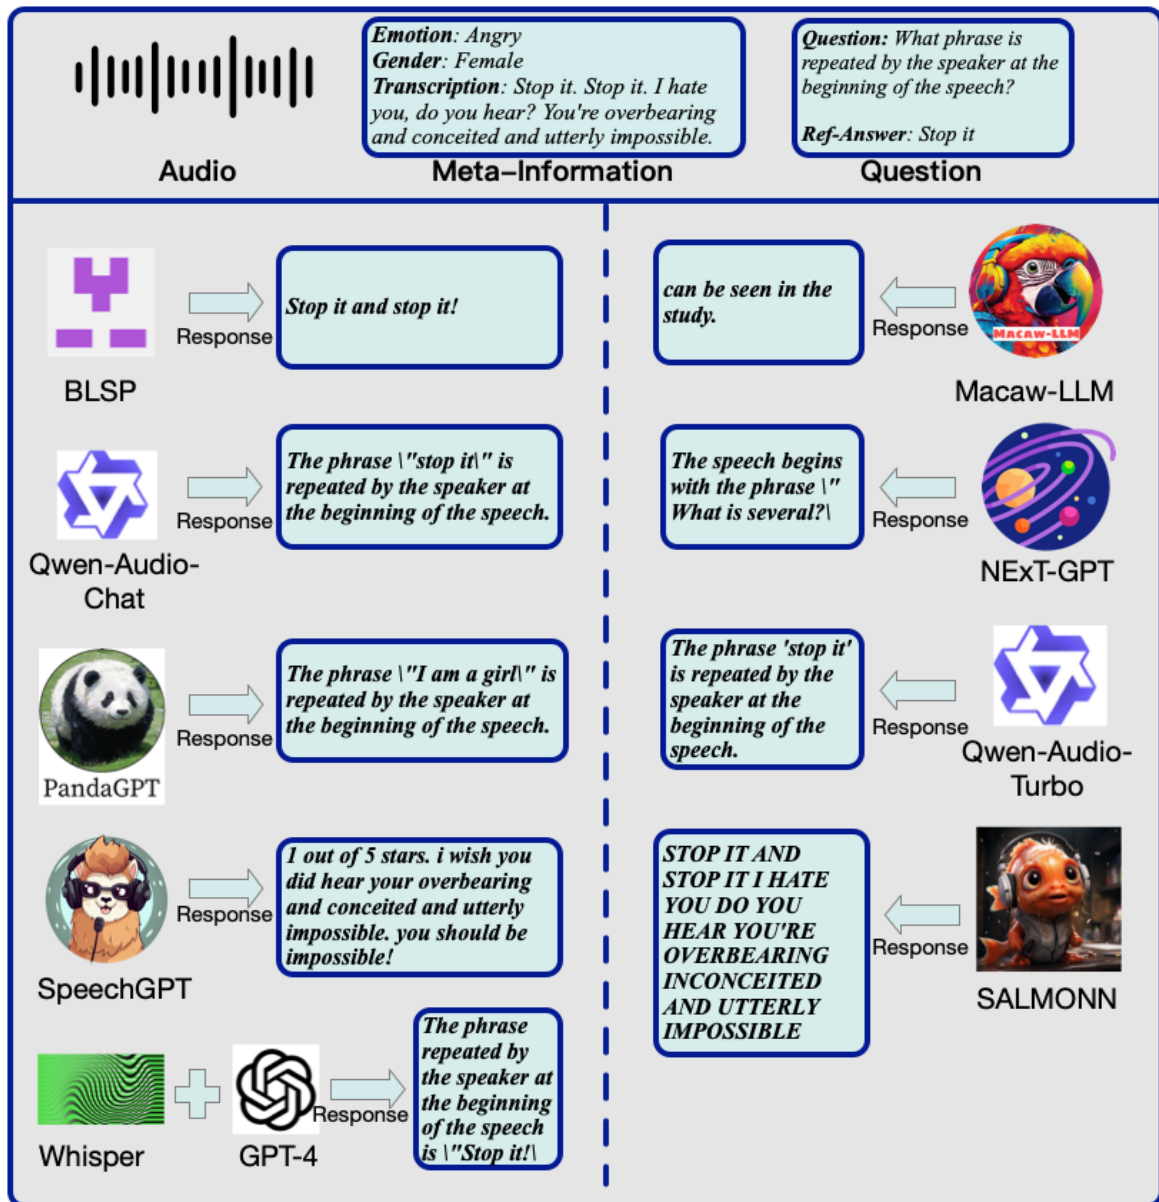 Emotion: Angry
Gender: Female
Transcription: Stop it. Stop it. I hate
you, do you hear? You're overbearing
and conceited and utterly impossible.
Question: What phrase is
repeated by the speaker at the
beginning of the speech?
Ref-Answer: Stop it
Audio
Meta-Information
Question
Response
Stop it and stop it!
BLSP
can be seen in the
study.
Response
MACAW-LLM
Macaw-LLM
Response
The phrase \"stop it\" is
repeated by the speaker at
the beginning of the speech.
Qwen-Audio-
Chat
The speech begins
with the phrase \"
What is several?\
Response
NExT-GPT
PandaGPT
Response
The phrase \"I am a girl\" is
repeated by the speaker at
the beginning of the speech.
The phrase 'stop it'
is repeated by the
speaker at the
beginning of the
speech.
Response
Qwen-Audio-
Turbo
Response
1 out of 5 stars. i wish you
did hear your overbearing
and conceited and utterly
impossible. you should be
impossible!
SpeechGPT
STOP IT AND
STOP IT I HATE
YOU DO YOU
HEAR YOU'RE
OVERBEARING
INCONCEITED
AND UTTERLY
IMPOSSIBLE
Response
SALMONN
Whisper
GPT-4
Response
The phrase
repeated by
the speaker at
the beginning
of the speech
is \"Stop it!\